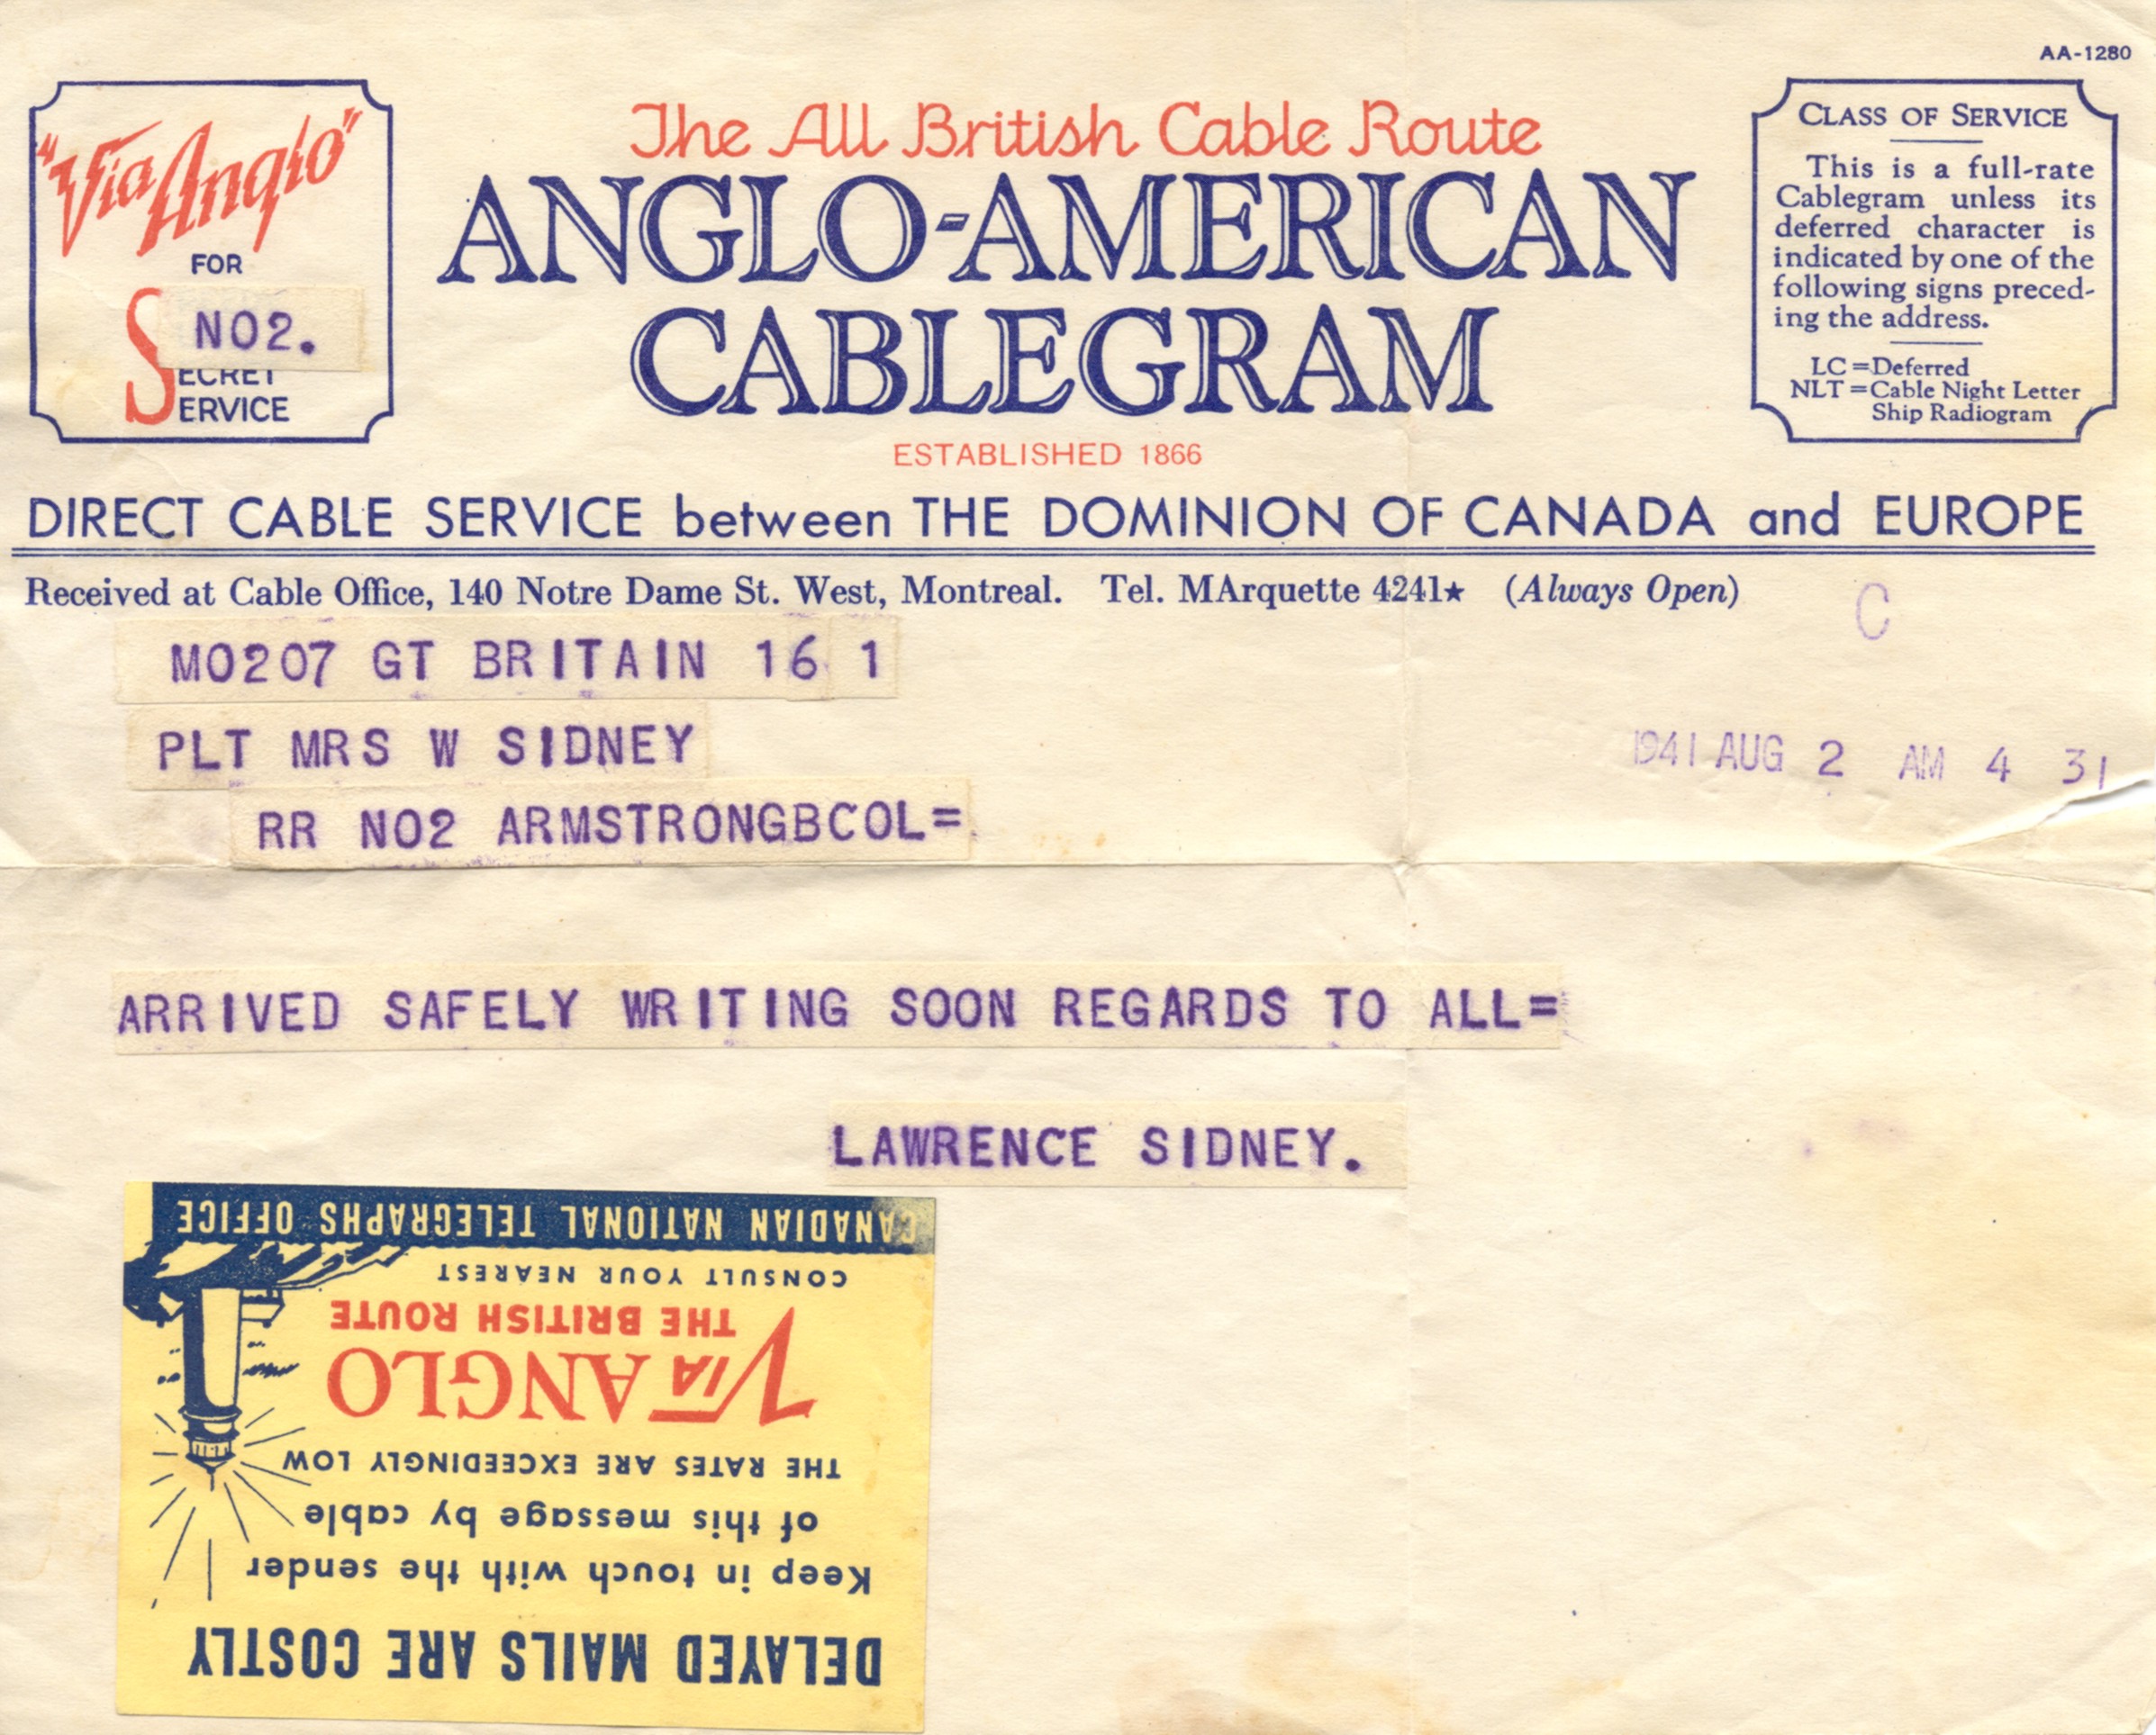 AA-1280
"Via Anglo"
FOR
S NO2.
ECRET
ERVICE
The All British Cable Route
ANGLO-AMERICAN
CABLEGRAM
ESTABLISHED 1866
CLASS OF SERVICE
This is a full-rate
Cablegram unless its
deferred character is
indicated by one of the
following signs preced-
ing the address.
LC =Deferred
NLT =Cable Night Letter
Ship Radiogram
DIRECT CABLE SERVICE between THE DOMINION OF CANADA and EUROPE
Received at Cable Office, 140 Notre Dame St. West, Montreal. Tel. MArquette 4241★ (Always Open)
C
MO207 GT BRITAIN 16 1
PLT MRS W SIDNEY
1941 AUG 2 AM 4 31
RR NO2 ARMSTRONGBCOL=
ARRIVED SAFELY WRITING SOON REGARDS TO ALL=
LAWRENCE SIDNEY.
DELAYED MAILS ARE COSTLY
Keep in touch with the sender
of this message by cable
THE RATES ARE EXCEEDINGLY LOW
VIA ANGLO
THE BRITISH ROUTE
CONSULT YOUR NEAREST
CANADIAN NATIONAL TELEGRAPHS OFFICE